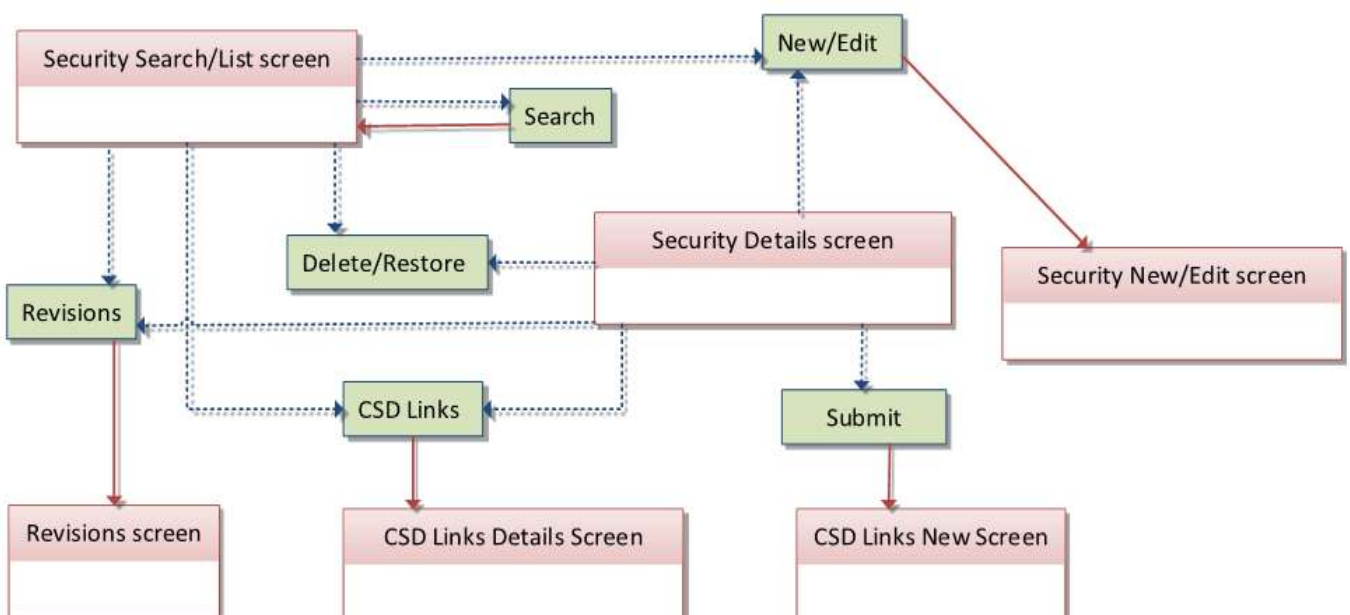 New/Edit
Security Search/List screen
Search
Security Details screen
Delete/Restore
Security New/Edit screen
Revisions
CSD Links
Submit
Revisions screen
CSD Links Details Screen
CSD Links New Screen